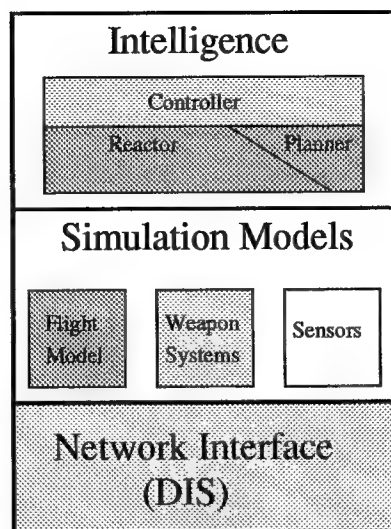 Intelligence
Controller
Reactor Planner
Simulation Models
Flight Weapon Sensors
Model Systems
Network Interface
(DIS)